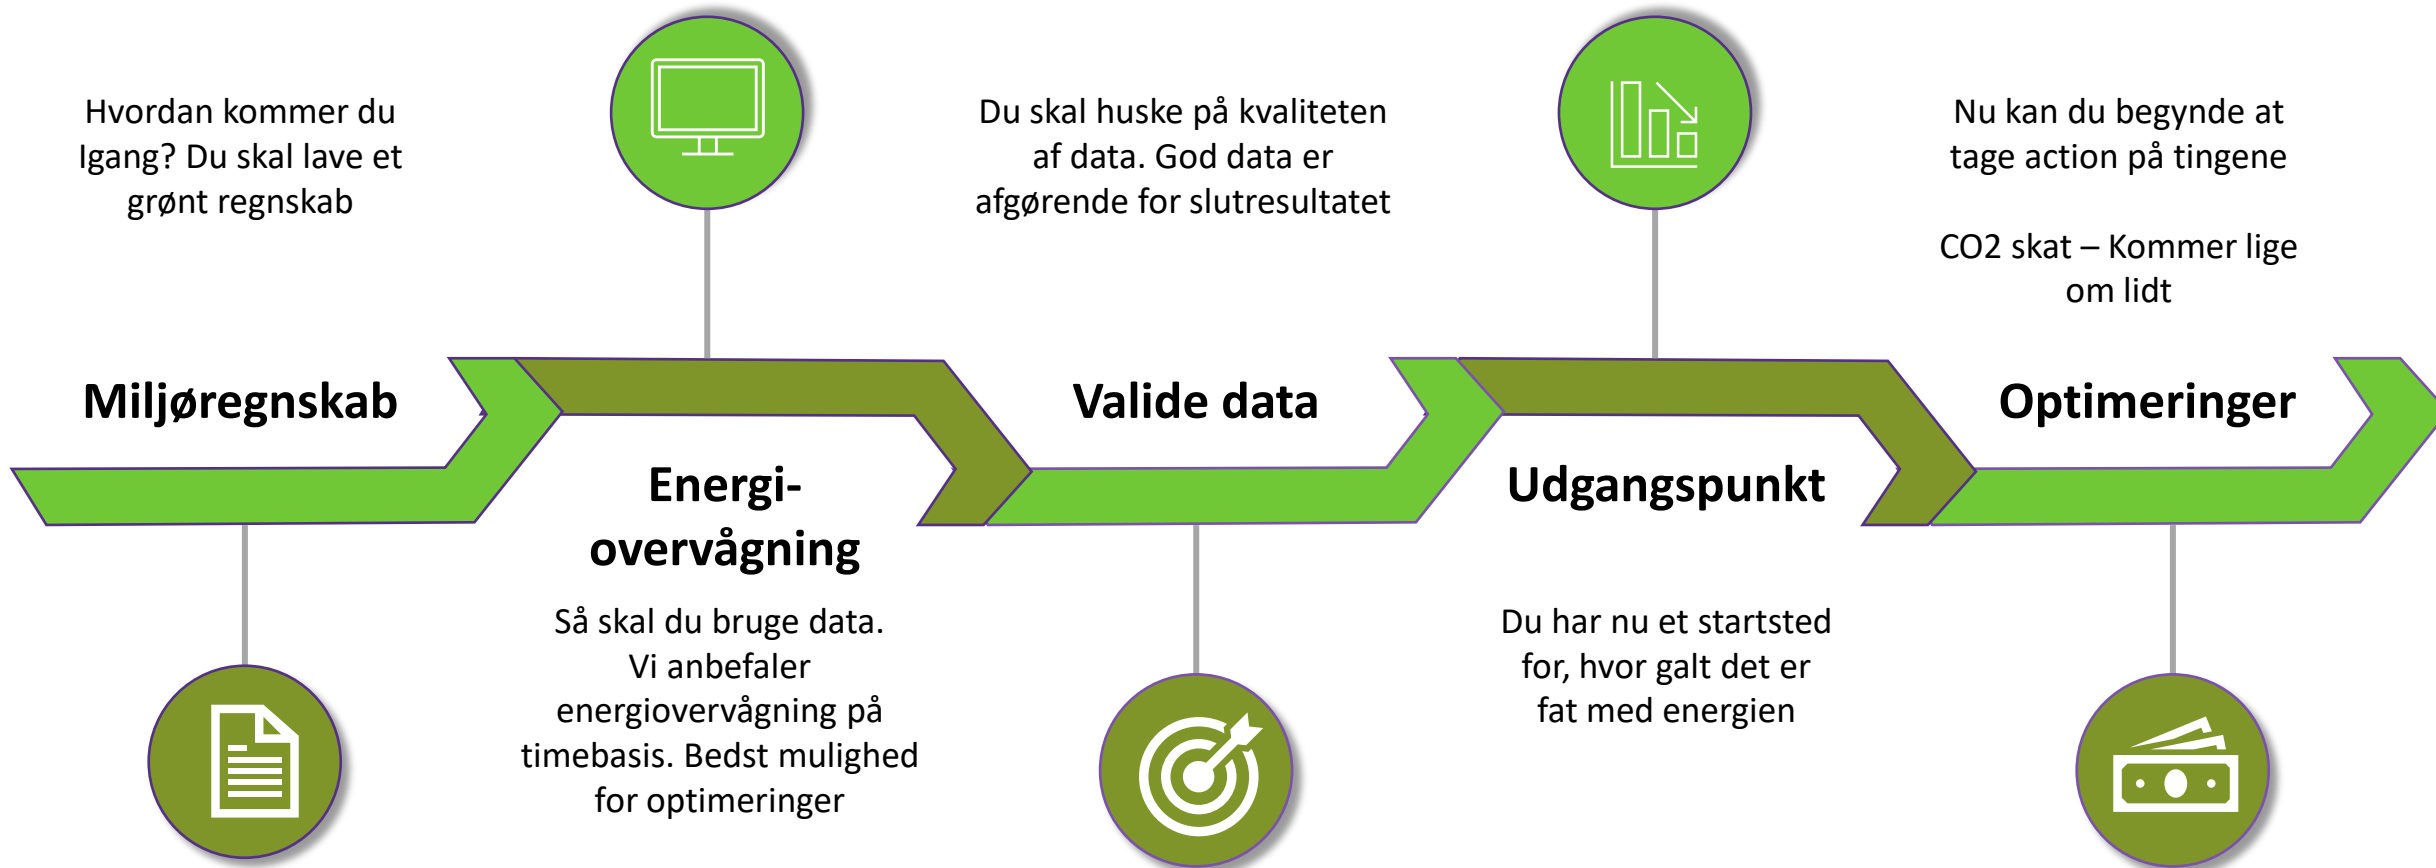 Hvordan kommer du
Igang? Du skal lave et
grønt regnskab
Miljøregnskab
Energi-
overvågning
Så skal du bruge data.
Vi anbefaler
energiovervågning på
timebasis. Bedst mulighed
for optimeringer
Du skal huske på kvaliteten
af data. God data er
afgørende for slutresultatet
Valide data
Udgangspunkt
Du har nu et startsted
for, hvor galt det er
fat med energien
Nu kan du begynde at
tage action på tingene
CO2 skat – Kommer lige
om lidt
Optimeringer